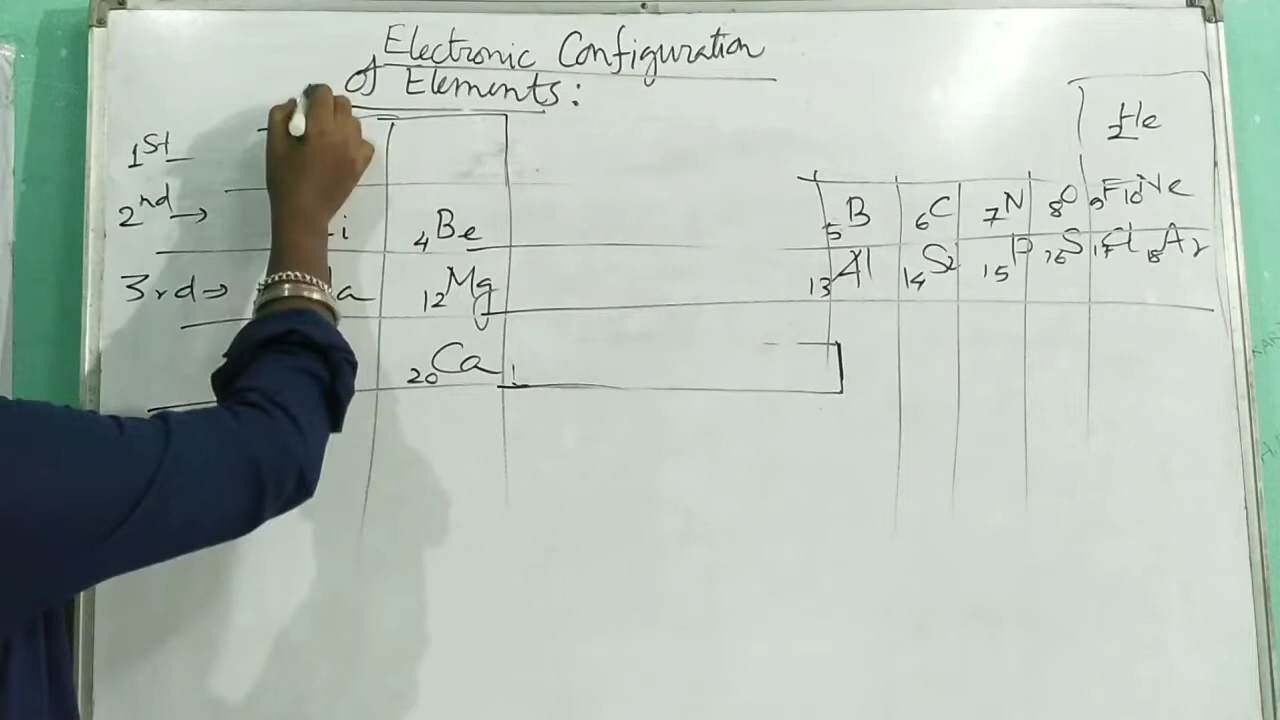 Electronic Configuration
of Elements:
1st
2He
2nd → i 4Be 5B 6C 7N 8O 9F 10Ne
3rd → a 12Mg 13Al 14Si 15P 16S 17Cl 18Ar
20Ca